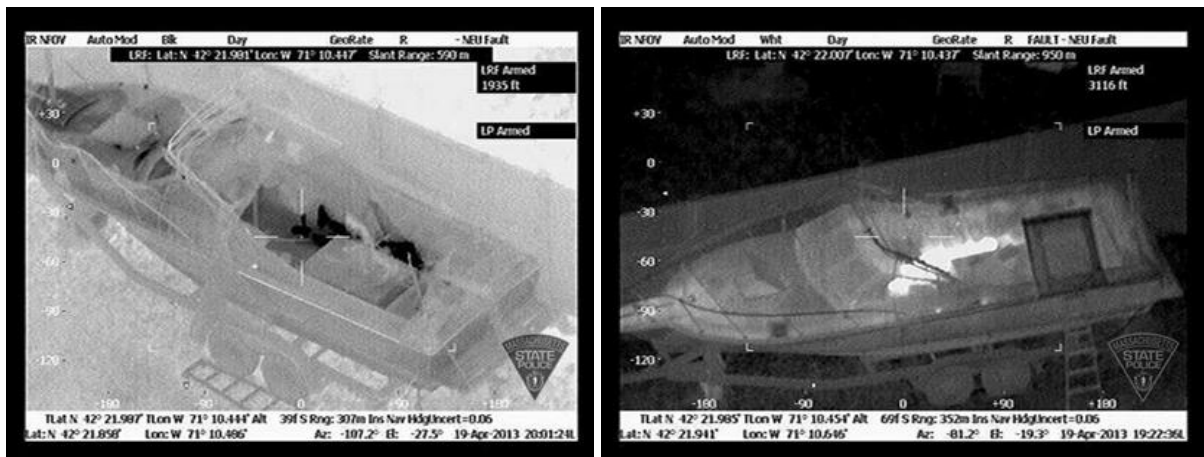 IR NFOV Auto Mod Blk Day GeoRate R - NEU Fault
LRF: Lat: N 42° 21.981' Lon: W 71° 10.447' Slant Range: 590 m
LRF Armed
1935 ft
LP Armed
+30
0
-30
-60
-90
-120
-180 -90 0 +90 +180
MASSACHUSETTS
STATE
POLICE
TLat N 42° 21.987' TLon W 71° 10.444' Alt 39f S Rng: 307m Ins Nav HdgUncert=0.06
Lat: N 42° 21.858' Lon: W 71° 10.486' Az: -107.2° El: -27.5° 19-Apr-2013 20:01:24L
IR NFOV Auto Mod Wht Day GeoRate R FAULT - NEU Fault
LRF: Lat: N 42° 22.007' Lon: W 71° 10.437' Slant Range: 950 m
LRF Armed
3116 ft
LP Armed
+30
0
-30
-60
-90
-120
-180 -90 0 +90 +180
MASSACHUSETTS
STATE
POLICE
TLat N 42° 21.985' TLon W 71° 10.454' Alt 69f S Rng: 352m Ins Nav HdgUncert=0.06
Lat: N 42° 21.941' Lon: W 71° 10.646' Az: -81.2° El: -19.3° 19-Apr-2013 19:22:36L